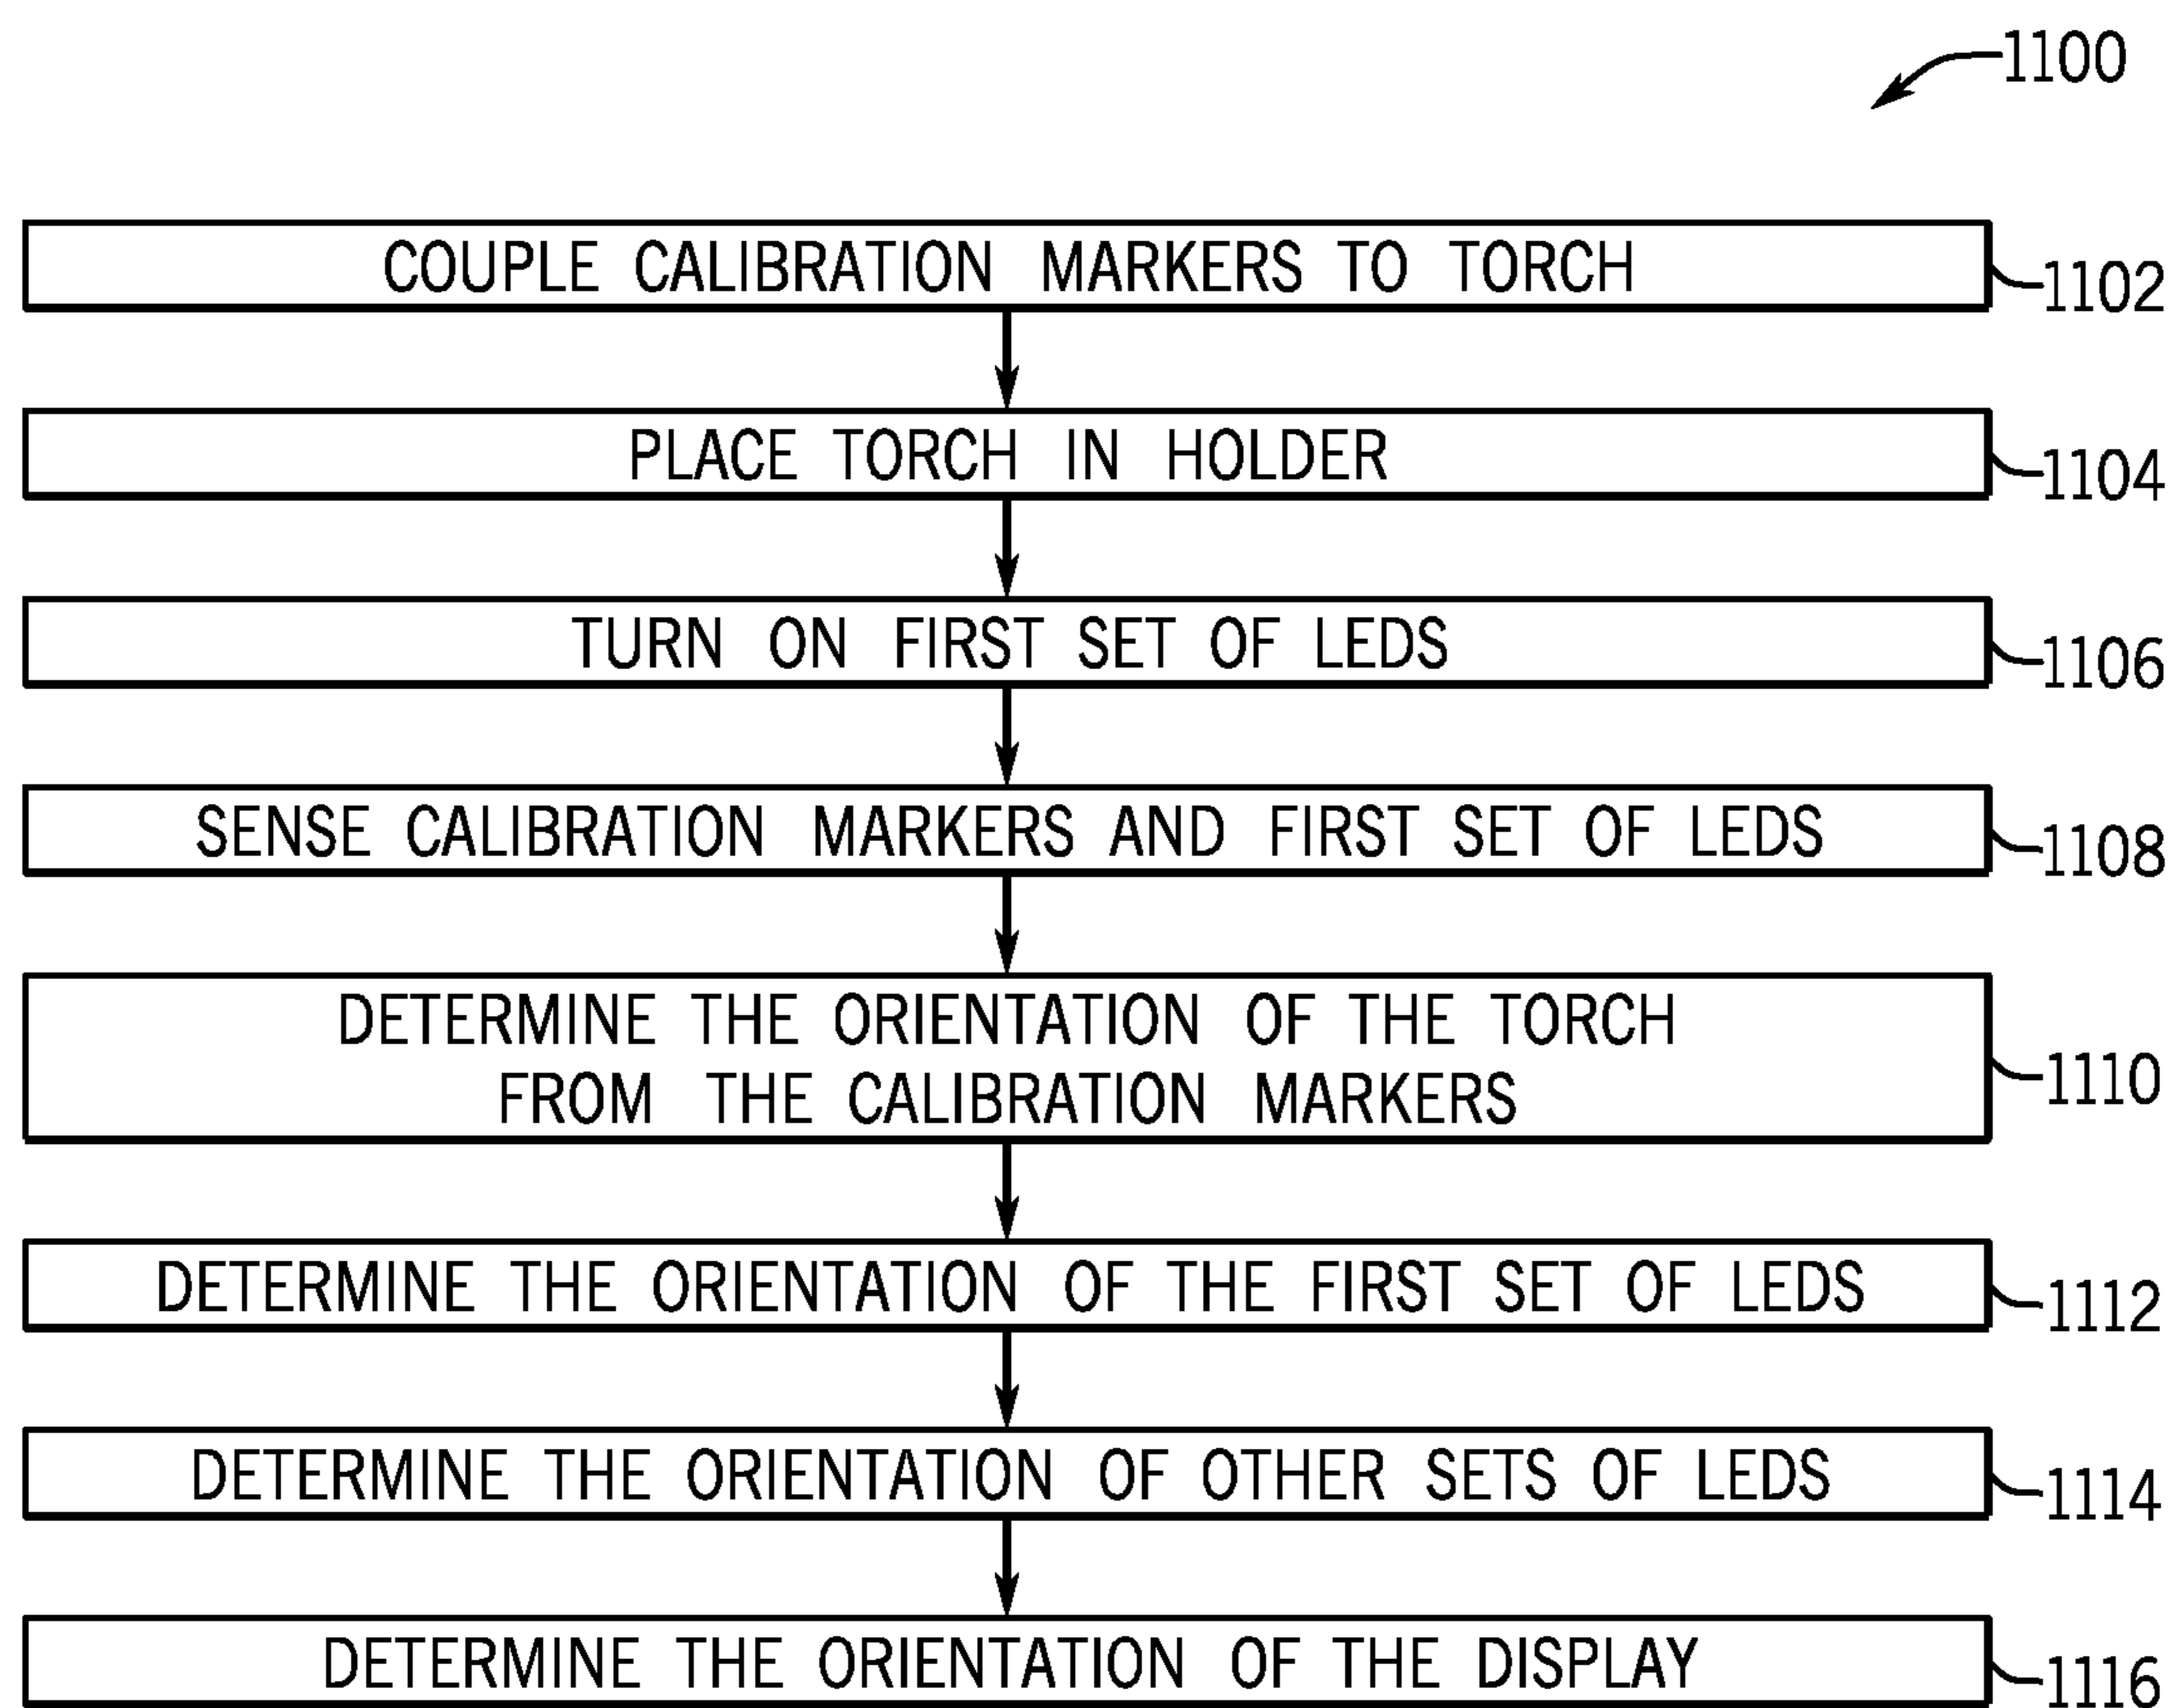 1100
COUPLE CALIBRATION MARKERS TO TORCH
1102
PLACE TORCH IN HOLDER
1104
TURN ON FIRST SET OF LEDS
1106
SENSE CALIBRATION MARKERS AND FIRST SET OF LEDS
1108
DETERMINE THE ORIENTATION OF THE TORCH
FROM THE CALIBRATION MARKERS
1110
DETERMINE THE ORIENTATION OF THE FIRST SET OF LEDS
1112
DETERMINE THE ORIENTATION OF OTHER SETS OF LEDS
1114
DETERMINE THE ORIENTATION OF THE DISPLAY
1116